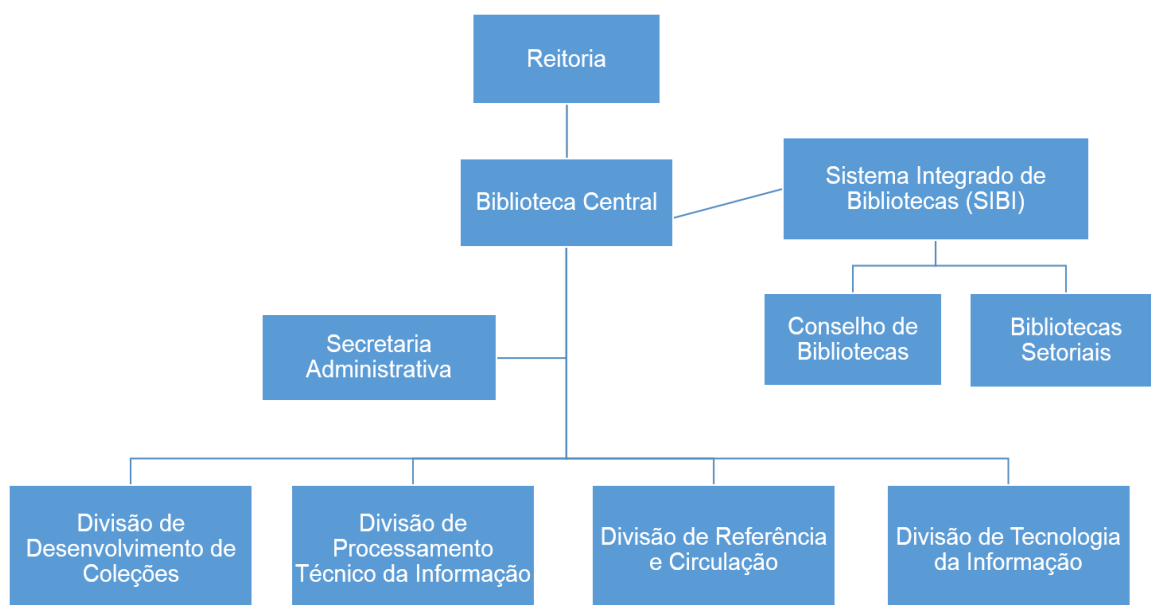 Reitoria
Biblioteca Central
Sistema Integrado de
Bibliotecas (SIBI)
Conselho de
Bibliotecas
Bibliotecas
Setoriais
Secretaria
Administrativa
Divisão de
Desenvolvimento de
Coleções
Divisão de
Processamento
Técnico da Informação
Divisão de Referência
e Circulação
Divisão de Tecnologia
da Informação